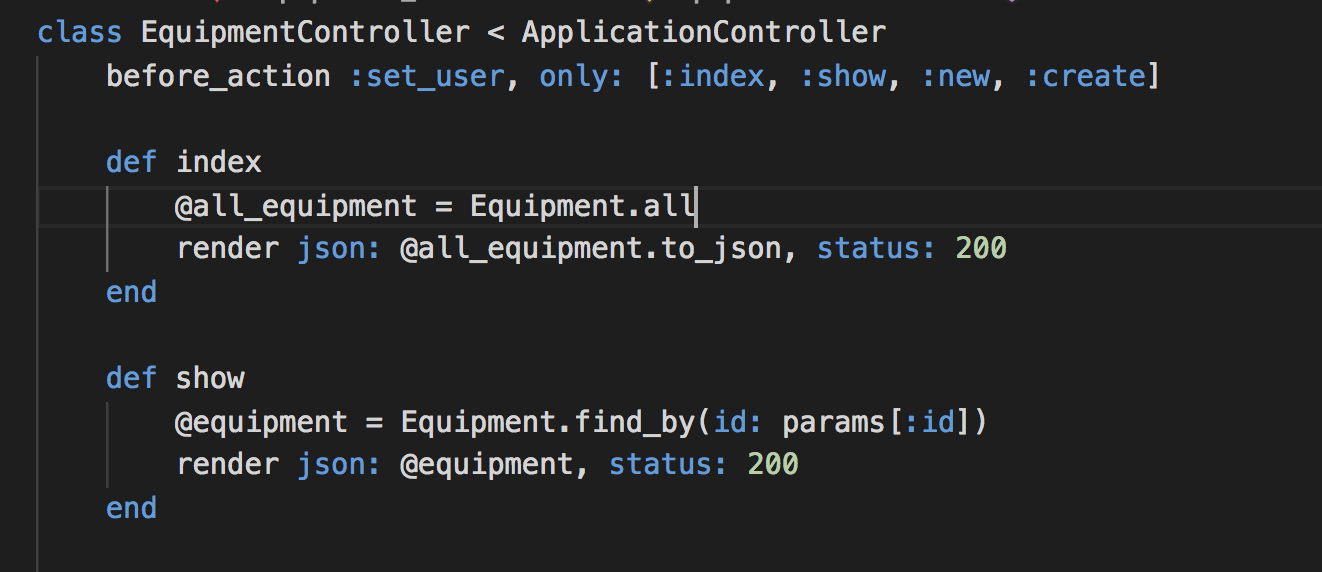 class EquipmentController < ApplicationController
before_action :set_user, only: [:index, :show, :new, :create]
def index
@all_equipment = Equipment.all
render json: @all_equipment.to_json, status: 200
end
def show
@equipment = Equipment.find_by(id: params[:id])
render json: @equipment, status: 200
end